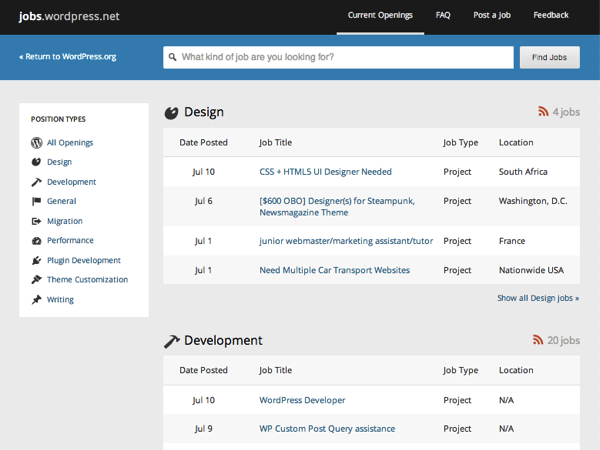 jobs.wordpress.net
Current Openings FAQ Post a Job Feedback
« Return to WordPress.org What kind of job are you looking for? Find Jobs
POSITION TYPES
All Openings
Design
Development
General
Migration
Performance
Plugin Development
Theme Customization
Writing
Design 4 jobs
Date Posted Job Title Job Type Location
Jul 10 CSS + HTML5 UI Designer Needed Project South Africa
Jul 6 [$600 OBO] Designer(s) for Steampunk, Project Washington, D.C.
Newsmagazine Theme
Jul 1 junior webmaster/marketing assistant/tutor Project France
Jul 1 Need Multiple Car Transport Websites Project Nationwide USA
Show all Design jobs »
Development 20 jobs
Date Posted Job Title Job Type Location
Jul 10 WordPress Developer Project N/A
Jul 9 WP Custom Post Query assistance Project N/A